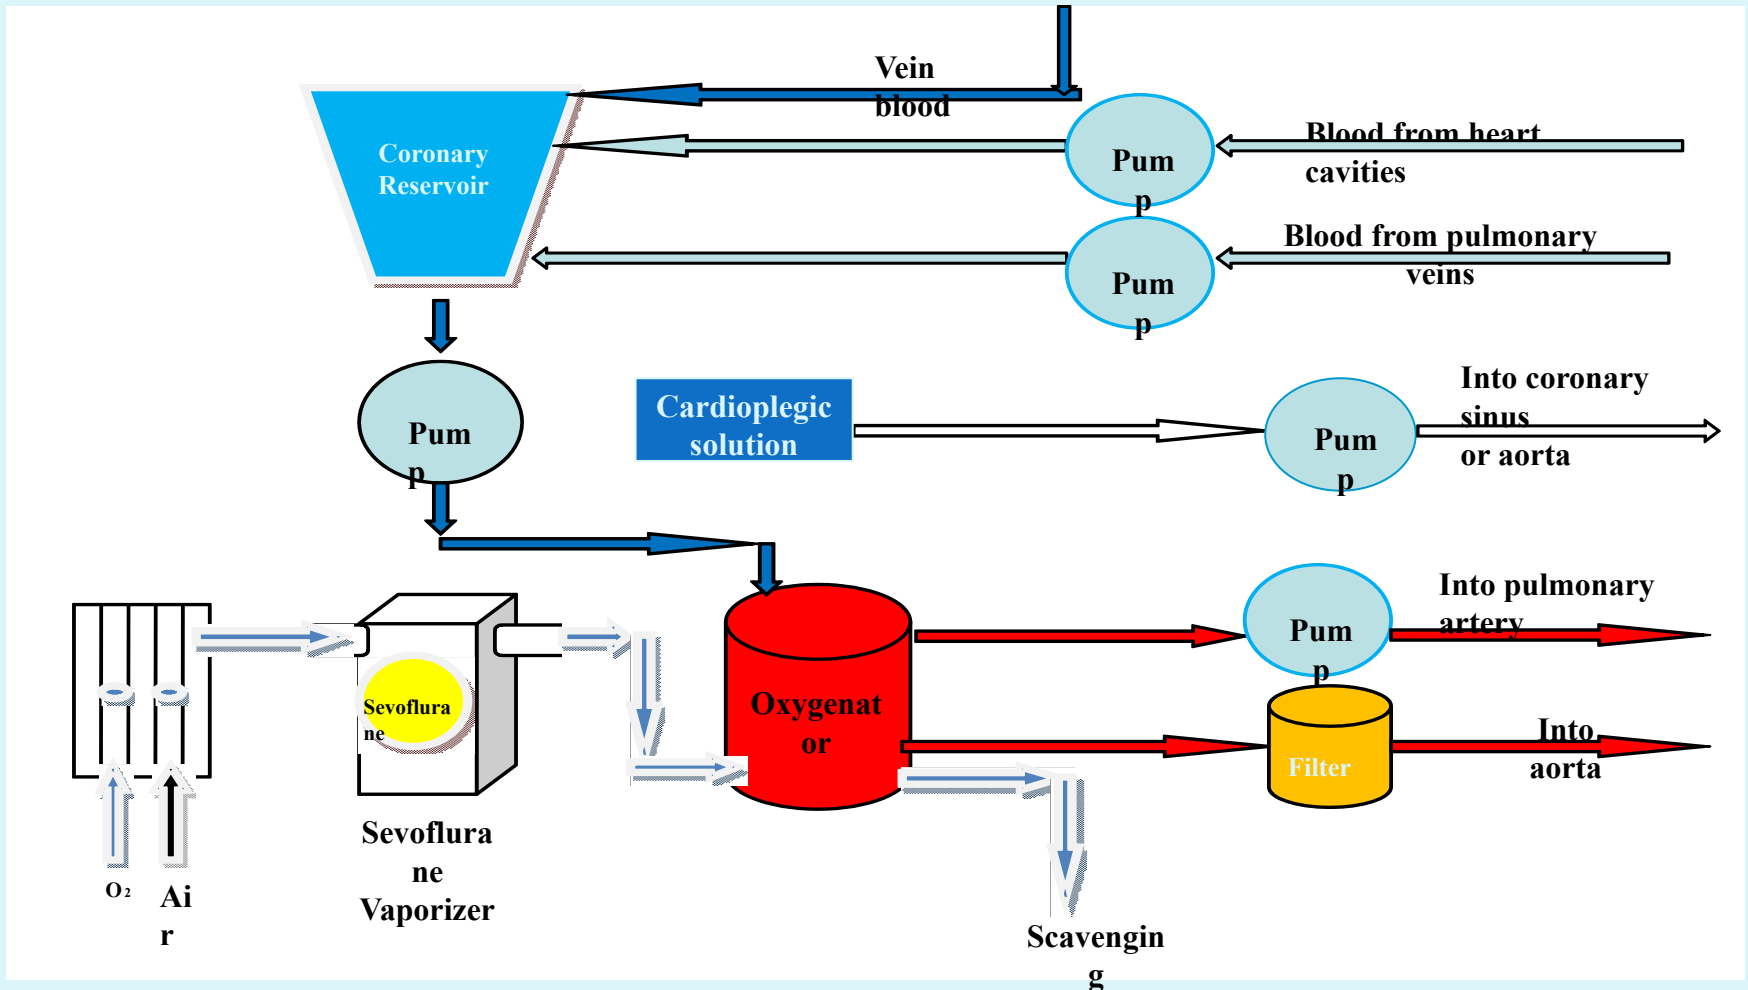 Vein
blood
Coronary
Reservoir
Pum
p
Blood from heart
cavities
Pum
p
Blood from pulmonary
veins
Pum
p
Cardioplegic
solution
Pum
p
Into coronary
sinus
or aorta
Oxygenat
or
Pum
p
Into pulmonary
artery
Filter
Into
aorta
Sevoflura
ne
Sevoflura
ne
Vaporizer
O₂
Ai
r
Scavengin
g